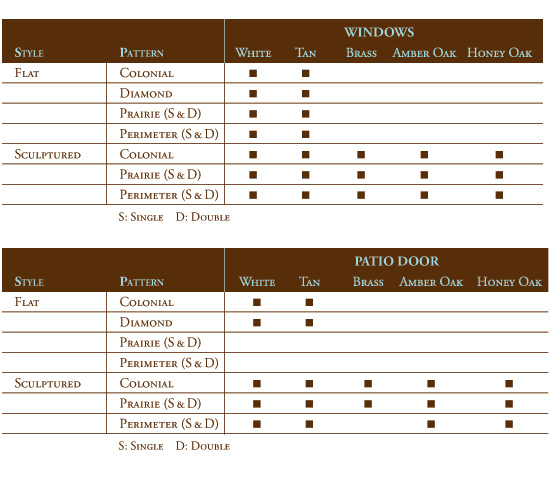 WINDOWS
STYLE PATTERN WHITE TAN BRASS AMBER OAK HONEY OAK
FLAT COLONIAL ■ ■
DIAMOND ■ ■
PRAIRIE (S & D) ■ ■
PERIMETER (S & D) ■ ■
SCULPTURED COLONIAL ■ ■ ■ ■ ■
PRAIRIE (S & D) ■ ■ ■ ■ ■
PERIMETER (S & D) ■ ■ ■ ■ ■
S: SINGLE D: DOUBLE
PATIO DOOR
STYLE PATTERN WHITE TAN BRASS AMBER OAK HONEY OAK
FLAT COLONIAL ■ ■
DIAMOND ■ ■
PRAIRIE (S & D)
PERIMETER (S & D)
SCULPTURED COLONIAL ■ ■ ■ ■ ■
PRAIRIE (S & D) ■ ■ ■ ■ ■
PERIMETER (S & D) ■ ■ ■ ■
S: SINGLE D: DOUBLE